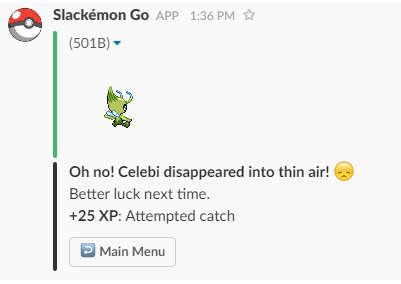 Slackémon Go APP 1:36 PM
(501B)
Oh no! Celebi disappeared into thin air!
Better luck next time.
+25 XP: Attempted catch
Main Menu